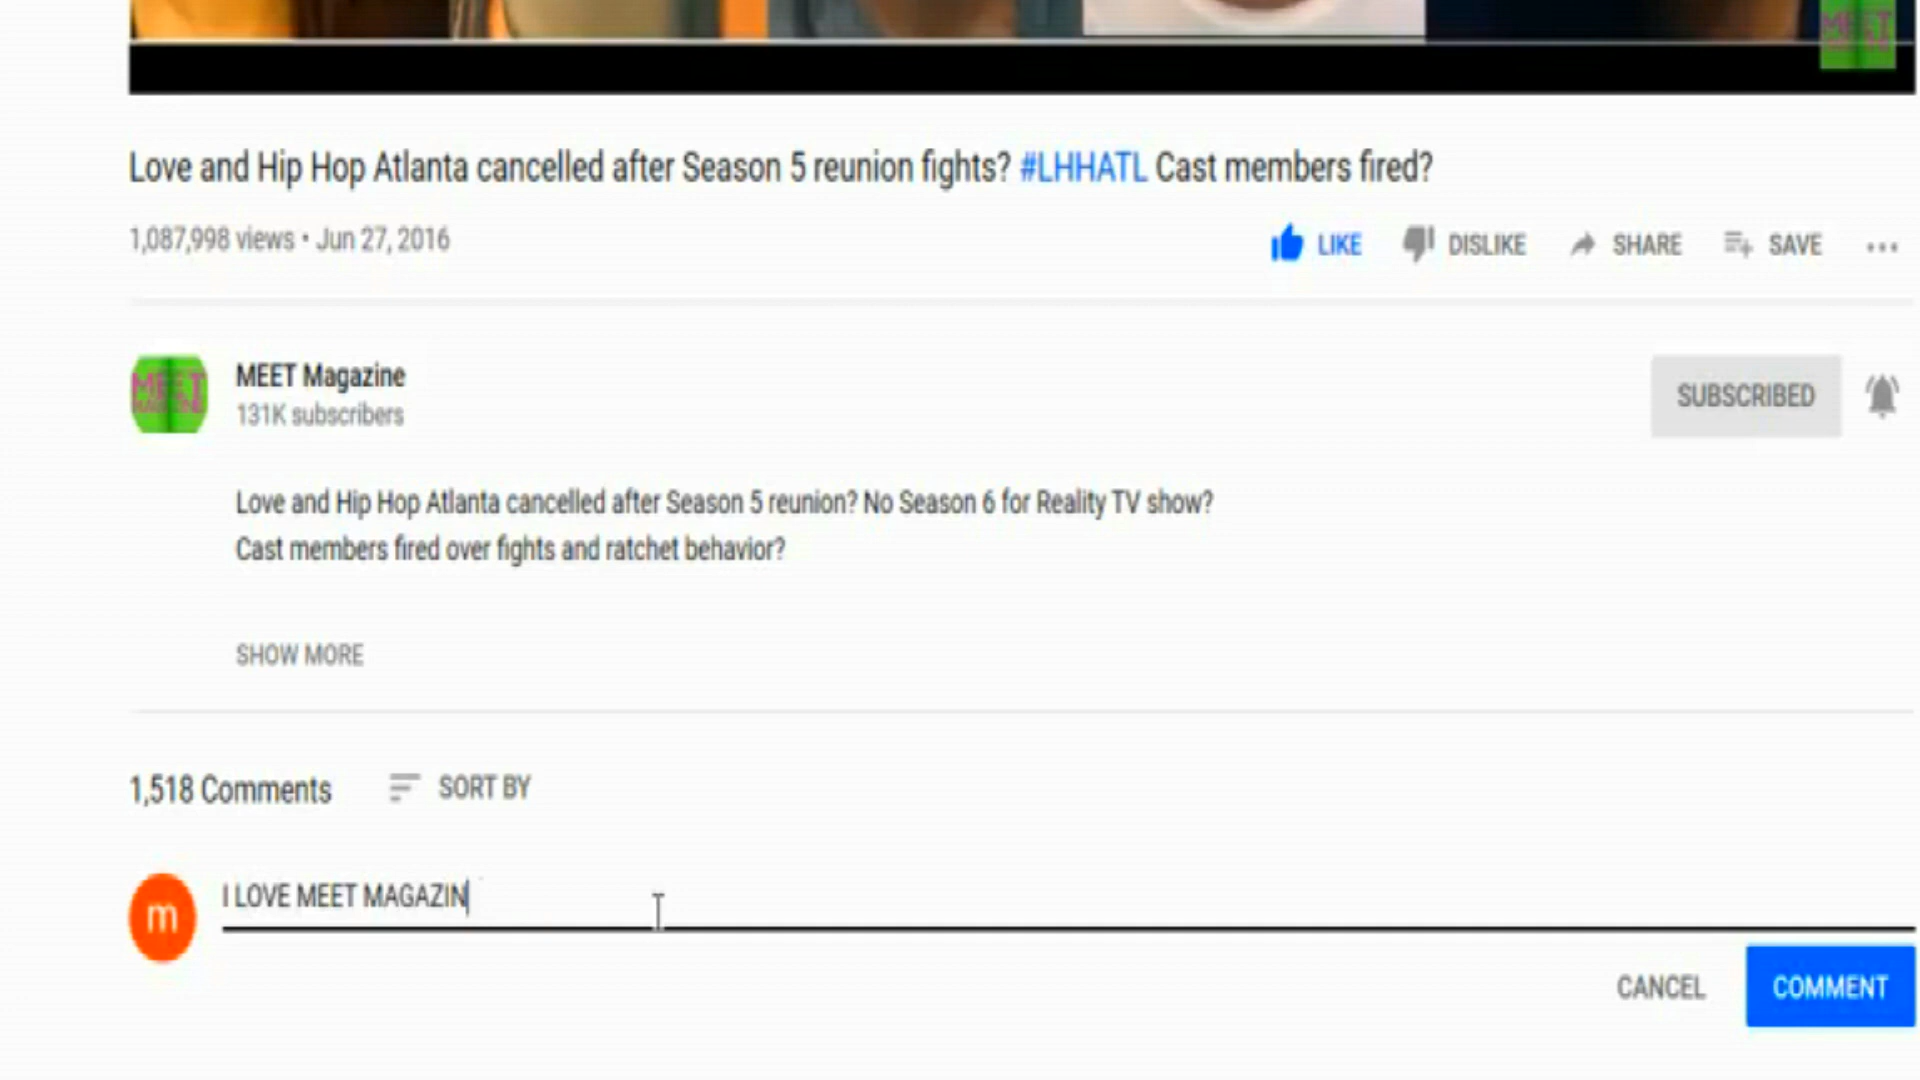 MEET
Love and Hip Hop Atlanta cancelled after Season 5 reunion fights? #LHHATL Cast members fired?
1,087,998 views • Jun 27, 2016
LIKE DISLIKE SHARE SAVE
MEET
MEET Magazine
131K subscribers
SUBSCRIBED
Love and Hip Hop Atlanta cancelled after Season 5 reunion? No Season 6 for Reality TV show?
Cast members fired over fights and ratchet behavior?
SHOW MORE
1,518 Comments SORT BY
m
I LOVE MEET MAGAZIN
CANCEL COMMENT